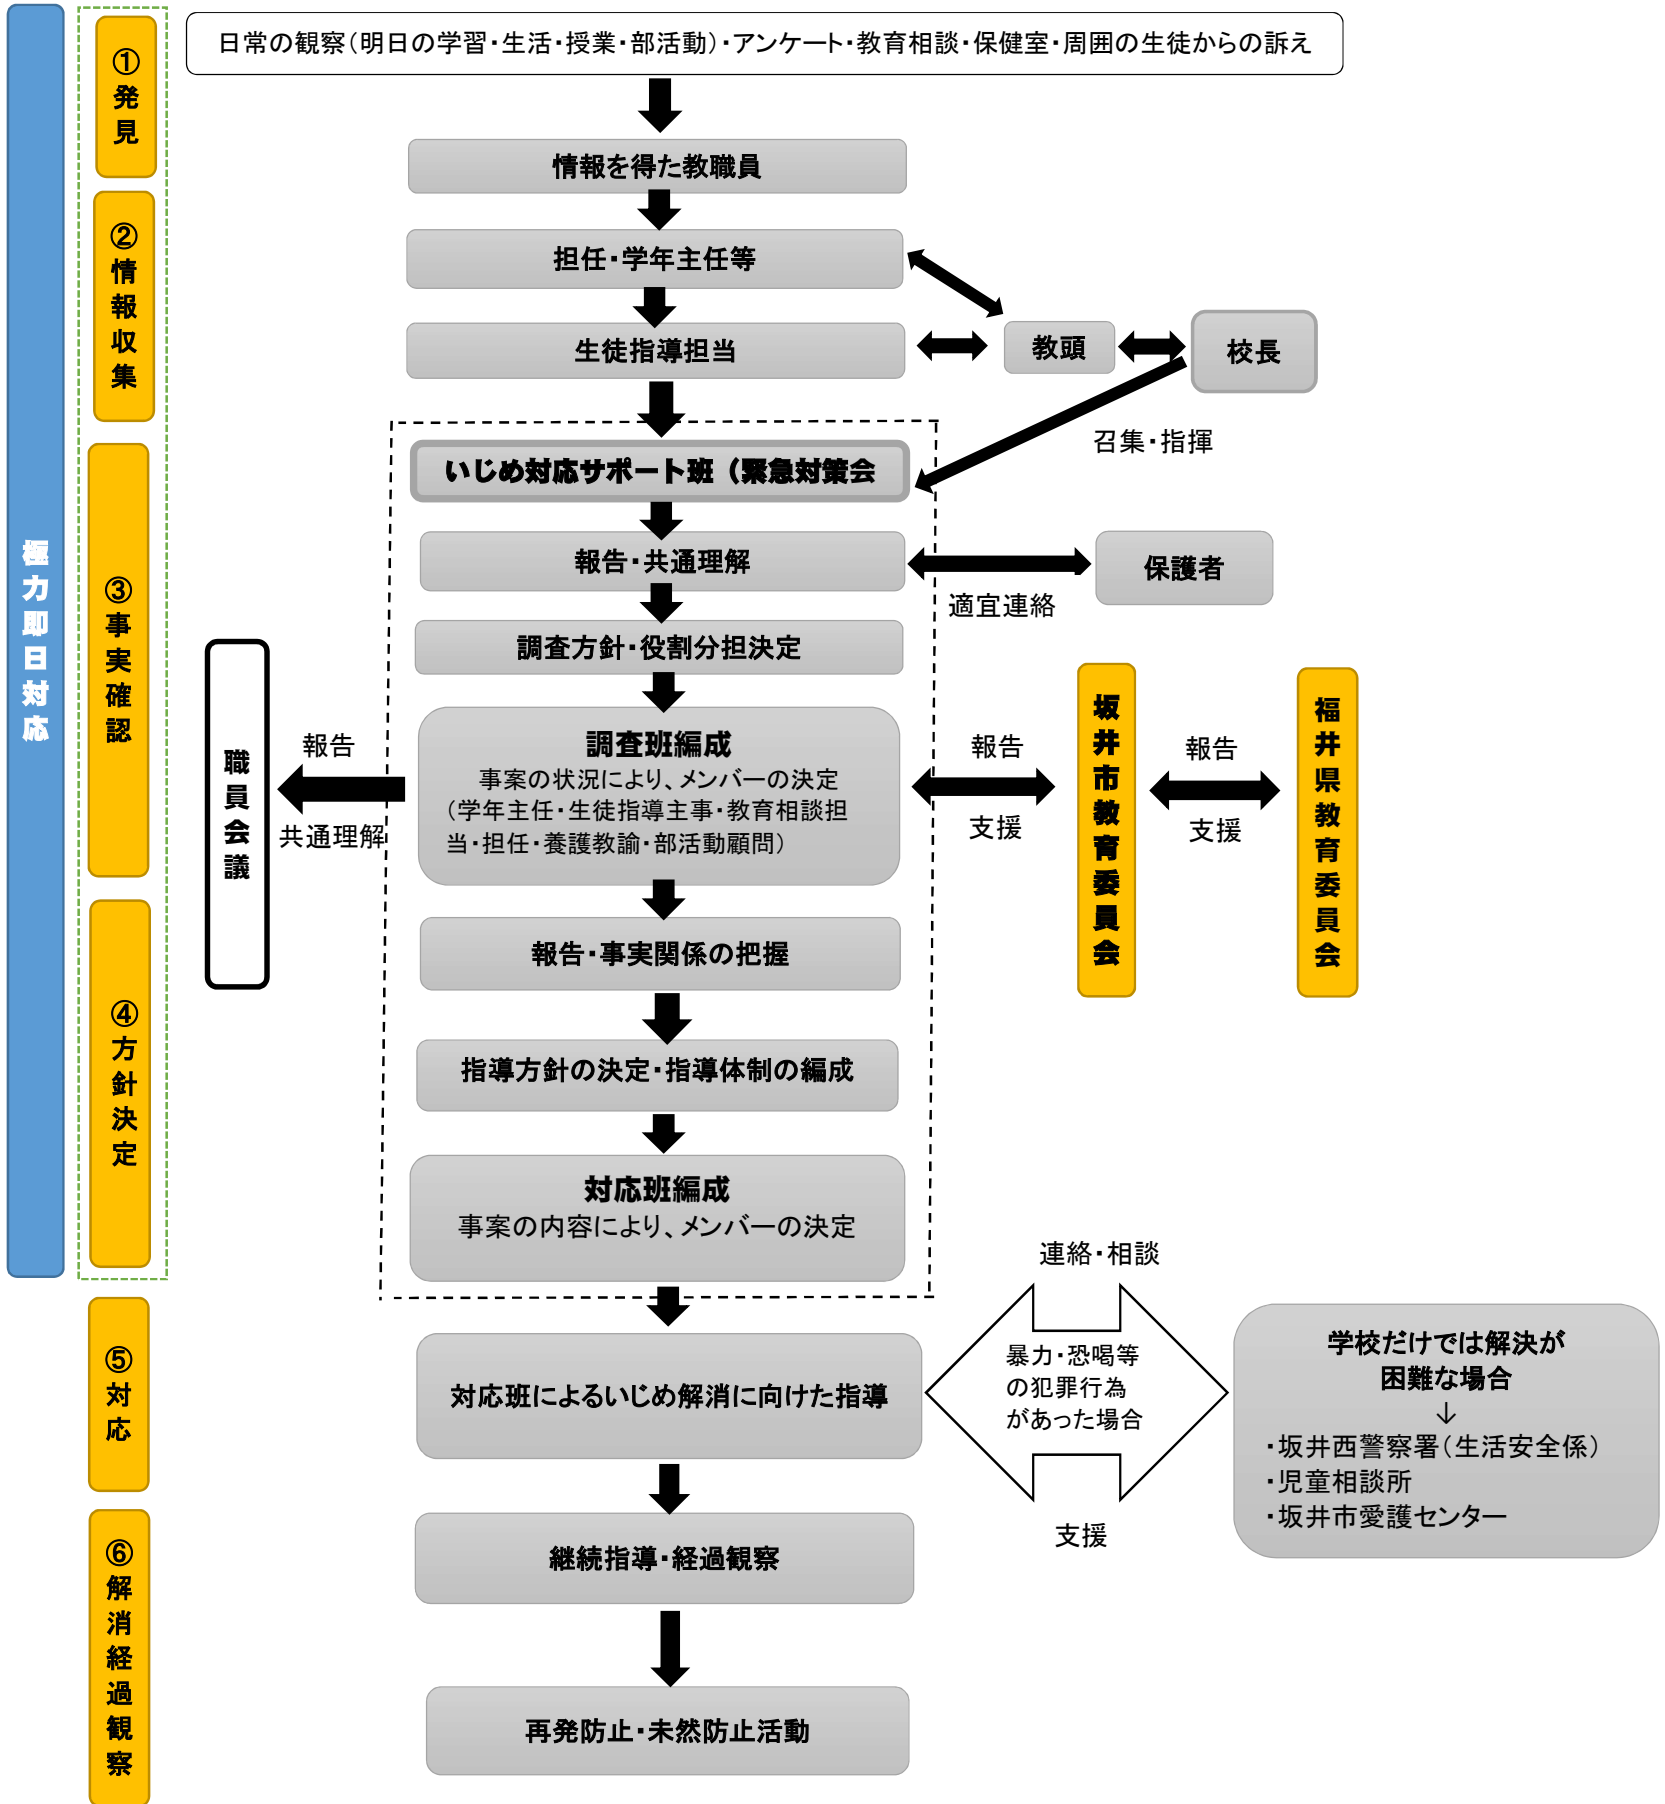 極力即日対応
①発見
②情報収集
③事実確認
④方針決定
⑤対応
⑥解消経過観察
日常の観察（明日の学習・生活・授業・部活動）・アンケート・教育相談・保健室・周囲の生徒からの訴え
情報を得た教職員
担任・学年主任等
生徒指導担当
教頭
校長
召集・指揮
いじめ対応サポート班（緊急対策会
報告・共通理解
保護者
適宜連絡
調査方針・役割分担決定
職員会議
報告
共通理解
調査班編成
事案の状況により、メンバーの決定
（学年主任・生徒指導主事・教育相談担
当・担任・養護教諭・部活動顧問）
報告
支援
坂井市教育委員会
報告
支援
福井県教育委員会
報告・事実関係の把握
指導方針の決定・指導体制の編成
対応班編成
事案の内容により、メンバーの決定
対応班によるいじめ解消に向けた指導
連絡・相談
暴力・恐喝等
の犯罪行為
があった場合
支援
学校だけでは解決が
困難な場合
↓
・坂井西警察署（生活安全係）
・児童相談所
・坂井市愛護センター
継続指導・経過観察
再発防止・未然防止活動